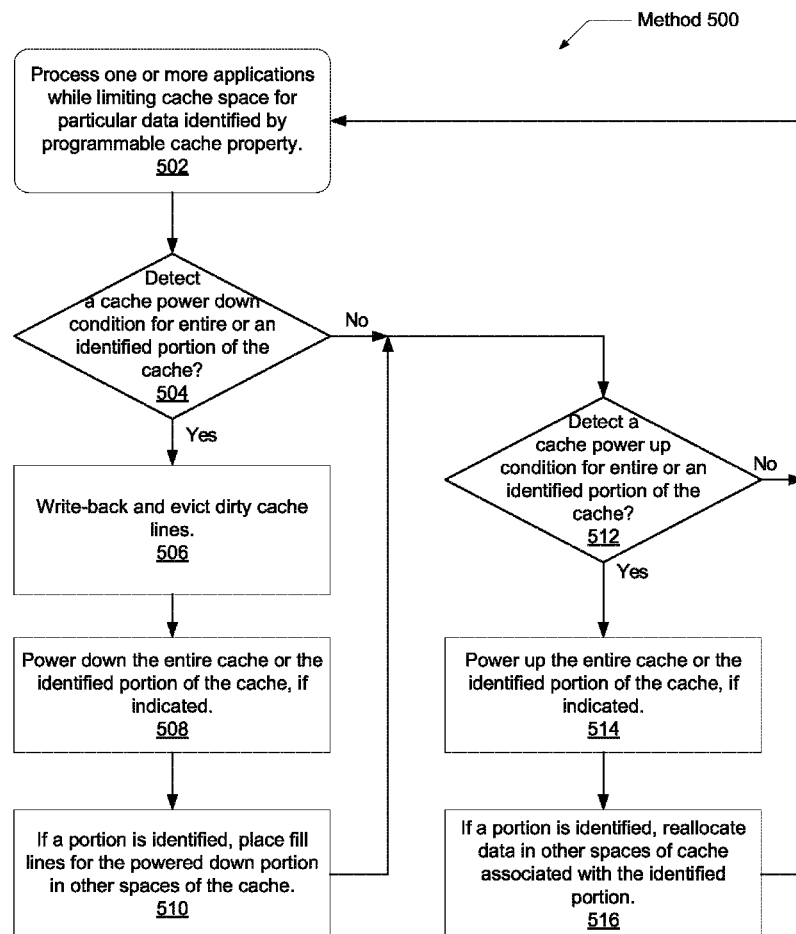 Method 500
Process one or more applications
while limiting cache space for
particular data identified by
programmable cache property.
502
Detect
a cache power down
condition for entire or an
identified portion of the
cache?
504
No
Yes
Write-back and evict dirty cache
lines.
506
Power down the entire cache or the
identified portion of the cache, if
indicated.
508
If a portion is identified, place fill
lines for the powered down portion
in other spaces of the cache.
510
Detect a
cache power up
condition for entire or an
identified portion of the
cache?
512
No
Yes
Power up the entire cache or the
identified portion of the cache, if
indicated.
514
If a portion is identified, reallocate
data in other spaces of cache
associated with the identified
portion.
516